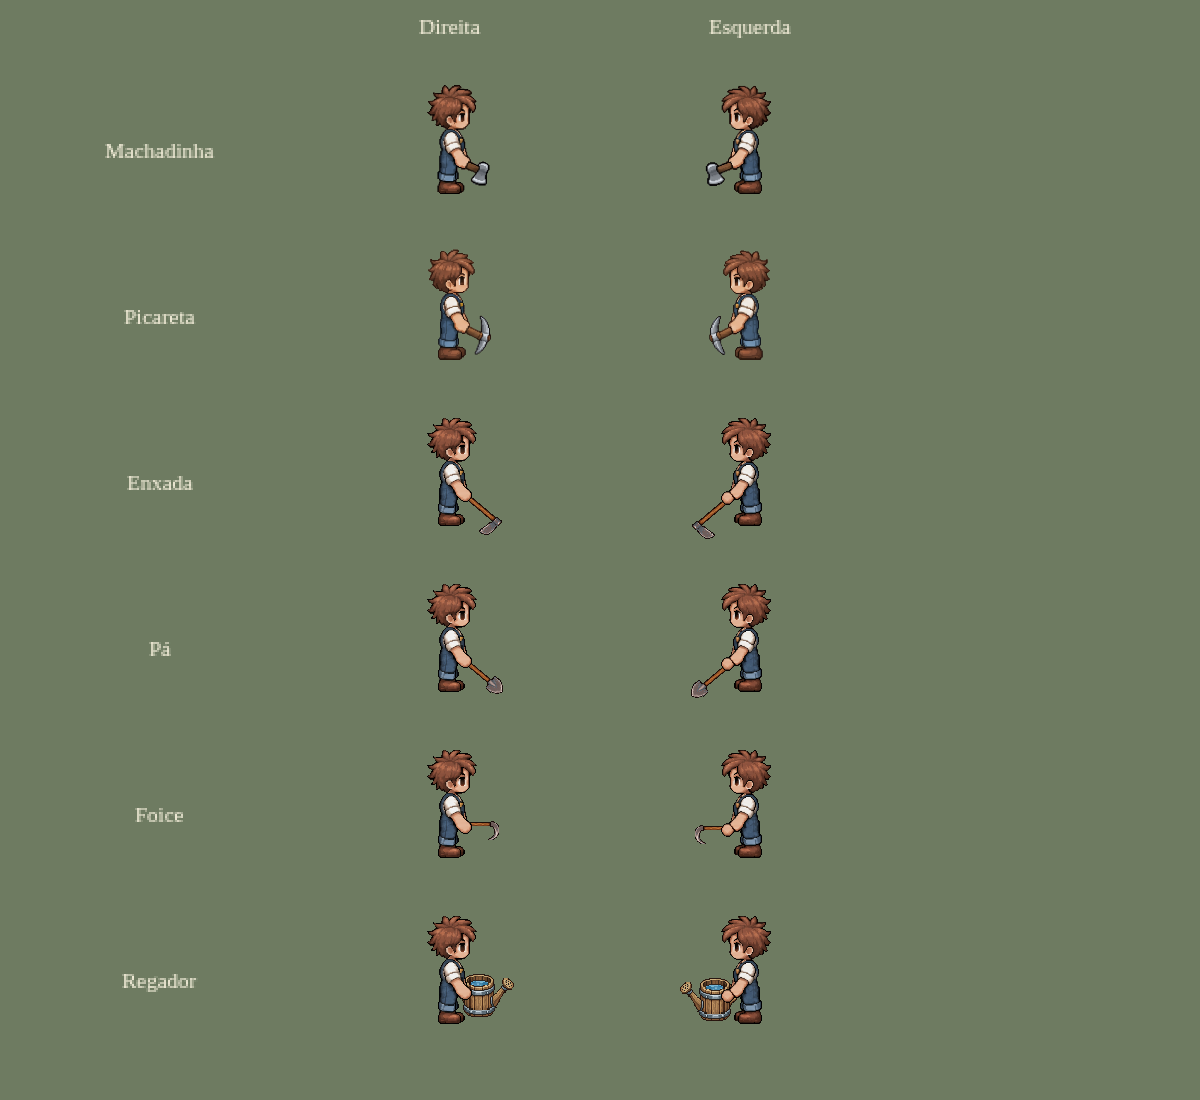 Direita
Esquerda
Machadinha
Picareta
Enxada
Pá
Foice
Regador